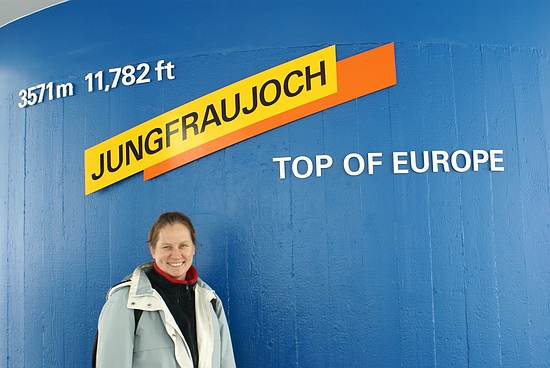 3571m 11,782 ft
JUNGFRAUJOCH
TOP OF EUROPE